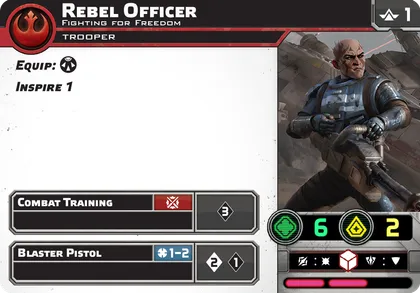 Rebel Officer
Fighting for Freedom
Trooper
1
Equip:
Inspire 1
Combat Training
3
6
2
Blaster Pistol 1-2
2 1
: :